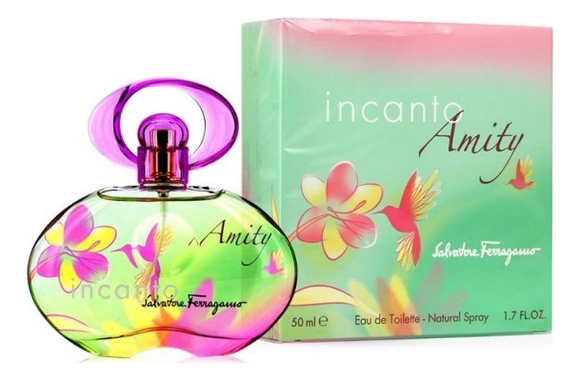 incanto
Amity
Salvatore Ferragamo
50 ml e Eau de Toilette - Natural Spray 1.7 FL.OZ.
Amity
incanto
Salvatore Ferragamo